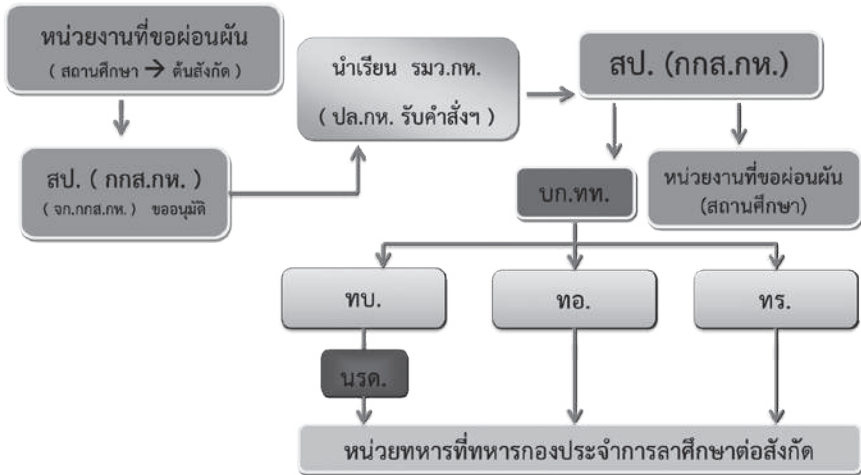 หน่วยงานที่ขอผ่อนผัน
( สถานศึกษา → ต้นสังกัด )
นำเรียน รมว.กห.
( ปล.กห. รับคำสั่งฯ )
สป. (กกส.กห.)
สป. ( กกส.กห. )
( จก.กกส.กห. ) ขออนุมัติ
บก.ทท.
หน่วยงานที่ขอผ่อนผัน
(สถานศึกษา)
ทบ.
ทอ.
ทร.
นรด.
หน่วยทหารที่ทหารกองประจำการลาศึกษาต่อสังกัด